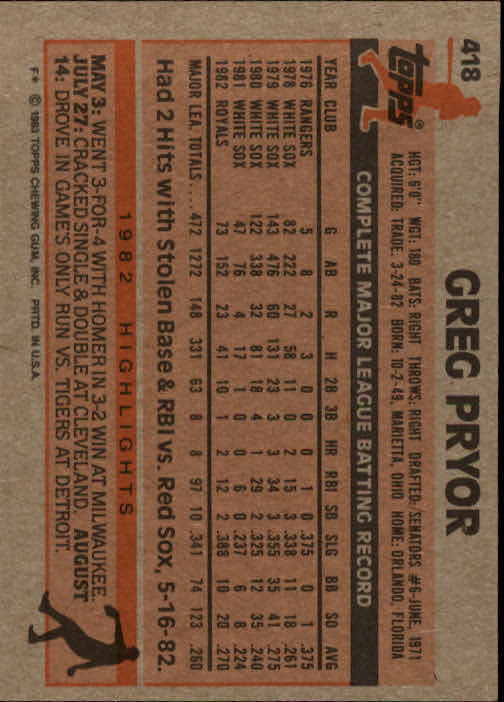 418
GREG PRYOR
TOPPS®
HGT: 6'0" WGT: 180 BATS: RIGHT THROWS: RIGHT DRAFTED: SENATORS #6-JUNE, 1971
ACQUIRED: TRADE, 3-24-82 BORN: 10-2-49, MARIETTA, OHIO HOME: ORLANDO, FLORIDA
COMPLETE MAJOR LEAGUE BATTING RECORD
YEAR CLUB G AB R H 2B 3B HR RBI SB SLG BB SO AVG
1976 RANGERS 5 8 2 3 0 0 0 1 0 .375 0 1 .375
1978 WHITE SOX 82 222 27 58 11 0 2 15 3 .338 11 18 .261
1979 WHITE SOX 143 476 60 131 23 3 3 34 3 .355 35 41 .275
1980 WHITE SOX 122 338 32 81 18 4 1 29 2 .325 12 35 .240
1981 WHITE SOX 47 76 4 17 1 0 0 6 0 .237 6 8 .224
1982 ROYALS 73 152 23 41 10 1 2 12 2 .388 10 20 .270
MAJOR LEA. TOTALS.... 472 1272 148 331 63 8 8 97 10 .341 74 123 .260
Had 2 Hits with Stolen Base & RBI vs. Red Sox, 5-16-82.
1982 HIGHLIGHTS
MAY 3: WENT 3-FOR-4 WITH HOMER IN 3-2 WIN AT MILWAUKEE.
JULY 27: CRACKED SINGLE & DOUBLE AT CLEVELAND. AUGUST
14: DROVE IN GAME'S ONLY RUN VS. TIGERS AT DETROIT.
F* © 1983 TOPPS CHEWING GUM, INC. PRTD. IN U.S.A.